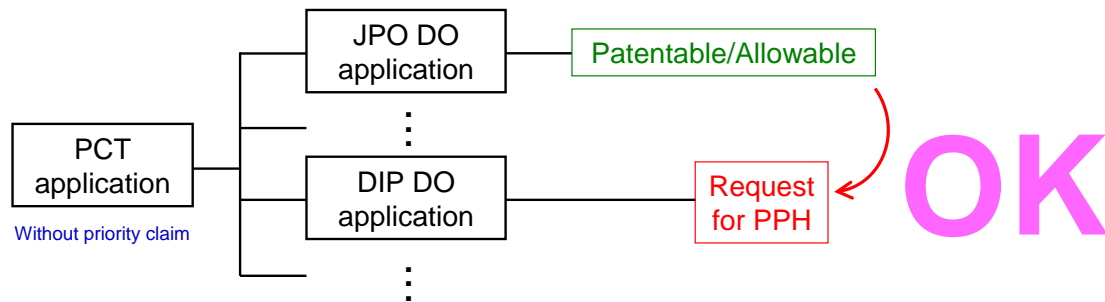 JPO DO
application
Patentable/Allowable
PCT
application
Without priority claim
DIP DO
application
Request
for PPH
OK